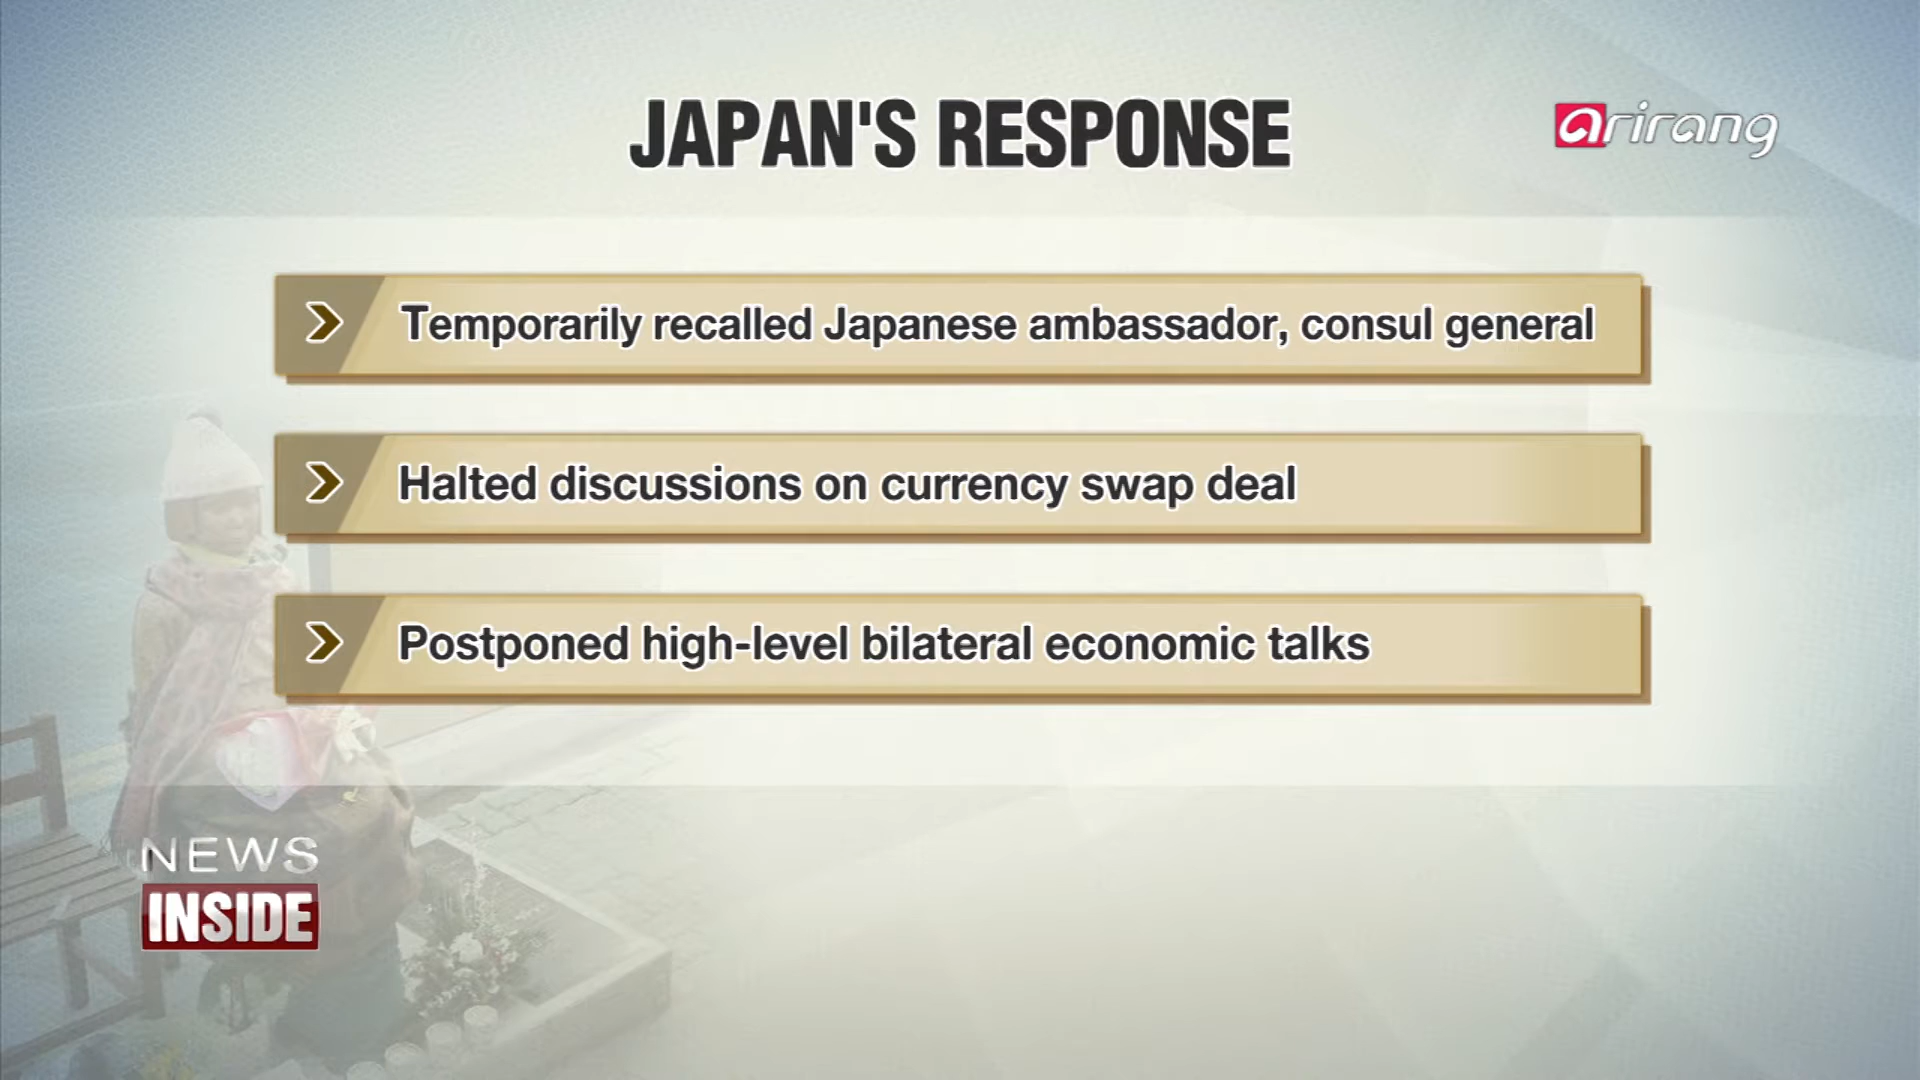 JAPAN'S RESPONSE
arirang
Temporarily recalled Japanese ambassador, consul general
Halted discussions on currency swap deal
Postponed high-level bilateral economic talks
NEWS
INSIDE